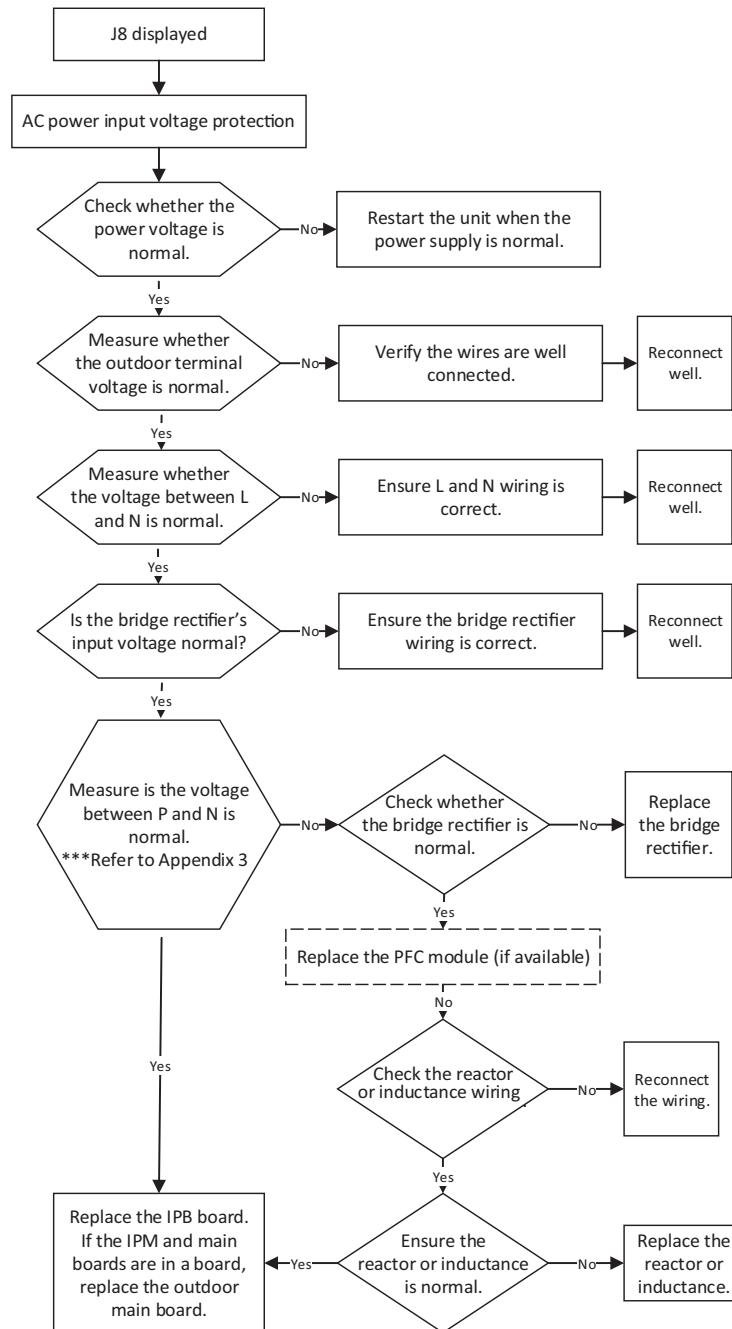 J8 displayed
AC power input voltage protection
Check whether the
power voltage is
normal.
No
Restart the unit when the
power supply is normal.
Yes
Measure whether
the outdoor terminal
voltage is normal.
No
Verify the wires are well
connected.
Reconnect
well.
Yes
Measure whether
the voltage between L
and N is normal.
No
Ensure L and N wiring is
correct.
Reconnect
well.
Yes
Is the bridge rectifier’s
input voltage normal?
No
Ensure the bridge rectifier
wiring is correct.
Reconnect
well.
Yes
Measure is the voltage
between P and N is
normal.
***Refer to Appendix 3
No
Check whether
the bridge rectifier is
normal.
No
Replace
the bridge
rectifier.
Yes
Replace the PFC module (if available)
No
Yes
Check the reactor
or inductance wiring.
No
Reconnect
the wiring.
Yes
Replace the IPB board.
If the IPM and main
boards are in a board,
replace the outdoor
main board.
Yes
Ensure the
reactor or inductance
is normal.
No
Replace the
reactor or
inductance.